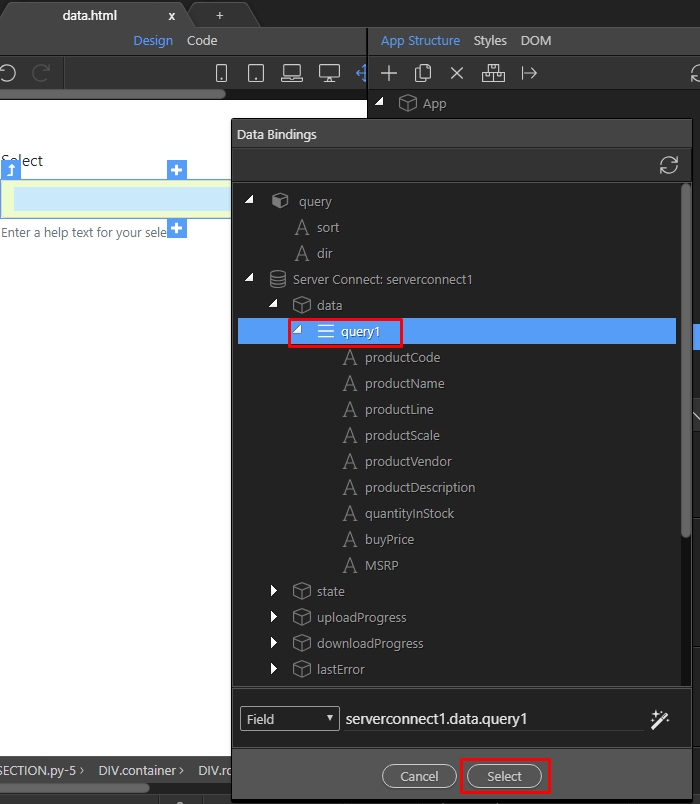 data.html x +
Design Code
App Structure Styles DOM
App
Select
Enter a help text for your sele
Data Bindings
query
sort
dir
Server Connect: serverconnect1
data
query1
productCode
productName
productLine
productScale
productVendor
productDescription
quantityInStock
buyPrice
MSRP
state
uploadProgress
downloadProgress
lastError
Field serverconnect1.data.query1
Cancel Select
SECTION.py-5 › DIV.container › DIV.ro